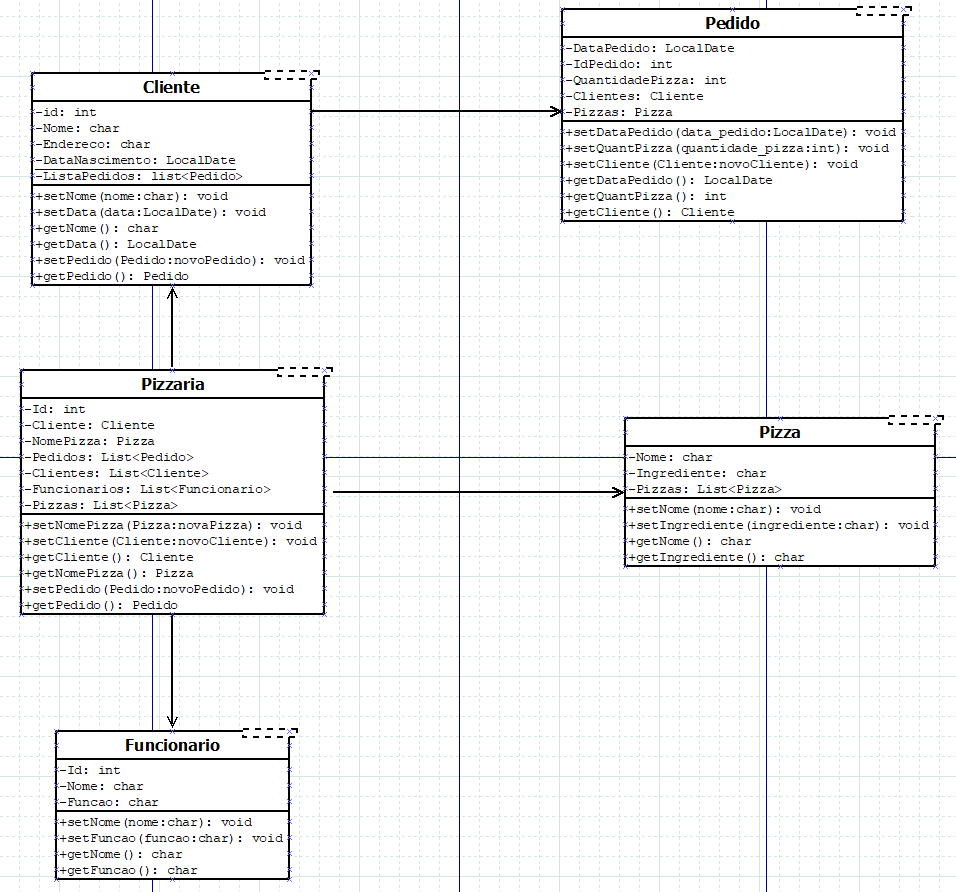 Cliente
-id: int
-Nome: char
-Endereco: char
-DataNascimento: LocalDate
-ListaPedidos: list<Pedido>
+setNome(nome:char): void
+setData(data:LocalDate): void
+getNome(): char
+getData(): LocalDate
+setPedido(Pedido:novoPedido): void
+getPedido(): Pedido
Pedido
-DataPedido: LocalDate
-IdPedido: int
-QuantidadePizza: int
-Clientes: Cliente
-Pizzas: Pizza
+setDataPedido(data_pedido:LocalDate): void
+setQuantPizza(quantidade_pizza:int): void
+setCliente(Cliente:novoCliente): void
+getDataPedido(): LocalDate
+getQuantPizza(): int
+getCliente(): Cliente
Pizzaria
-Id: int
-Cliente: Cliente
-NomePizza: Pizza
-Pedidos: List<Pedido>
-Clientes: List<Cliente>
-Funcionarios: List<Funcionario>
-Pizzas: List<Pizza>
+setNomePizza(Pizza:novaPizza): void
+setCliente(Cliente:novoCliente): void
+getCliente(): Cliente
+getNomePizza(): Pizza
+setPedido(Pedido:novoPedido): void
+getPedido(): Pedido
Pizza
-Nome: char
-Ingrediente: char
-Pizzas: List<Pizza>
+setNome(nome:char): void
+setIngrediente(ingrediente:char): void
+getNome(): char
+getIngrediente(): char
Funcionario
-Id: int
-Nome: char
-Funcao: char
+setNome(nome:char): void
+setFuncao(funcao:char): void
+getNome(): char
+getFuncao(): char